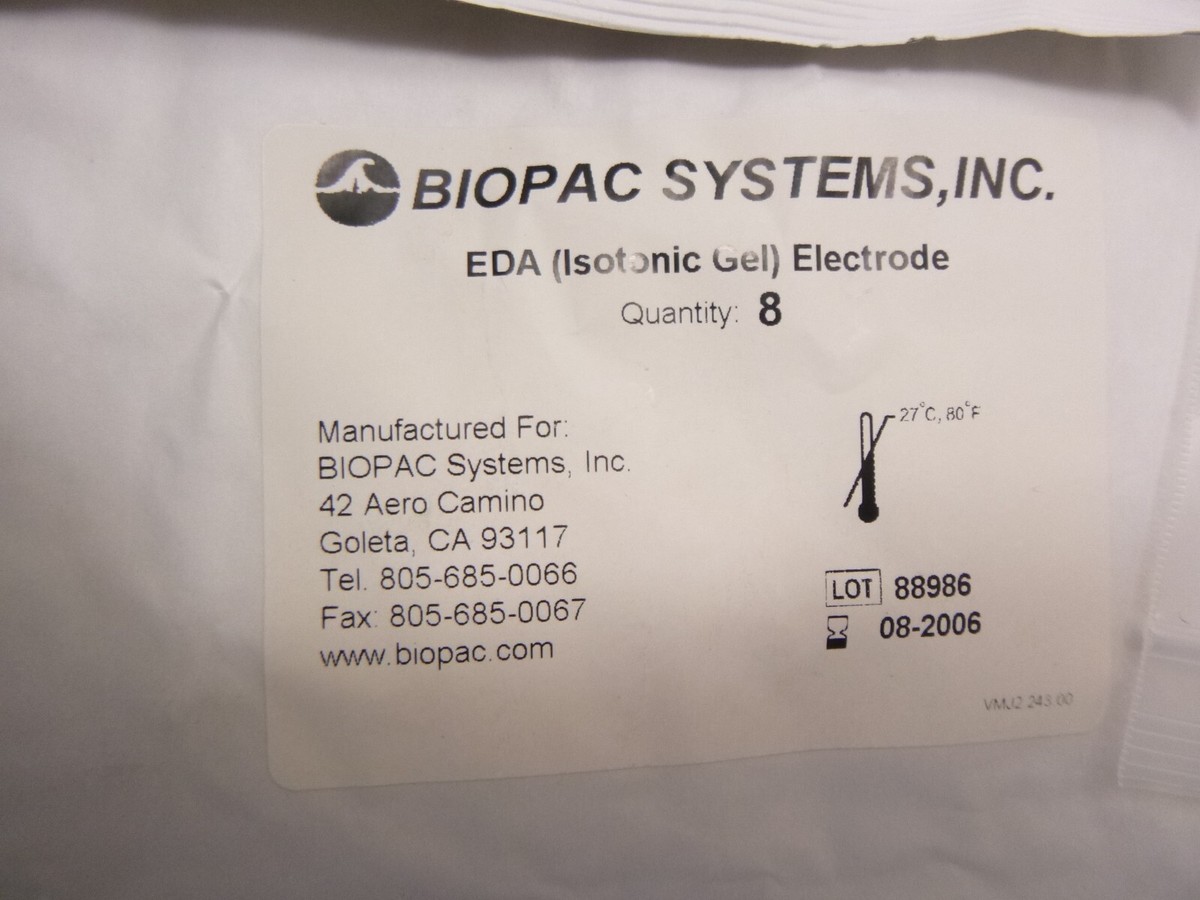 BIOPAC SYSTEMS,INC.
EDA (Isotonic Gel) Electrode
Quantity: 8
Manufactured For:
BIOPAC Systems, Inc.
42 Aero Camino
Goleta, CA 93117
Tel. 805-685-0066
Fax: 805-685-0067
www.biopac.com
27°C, 80°F
LOT 88986
08-2006